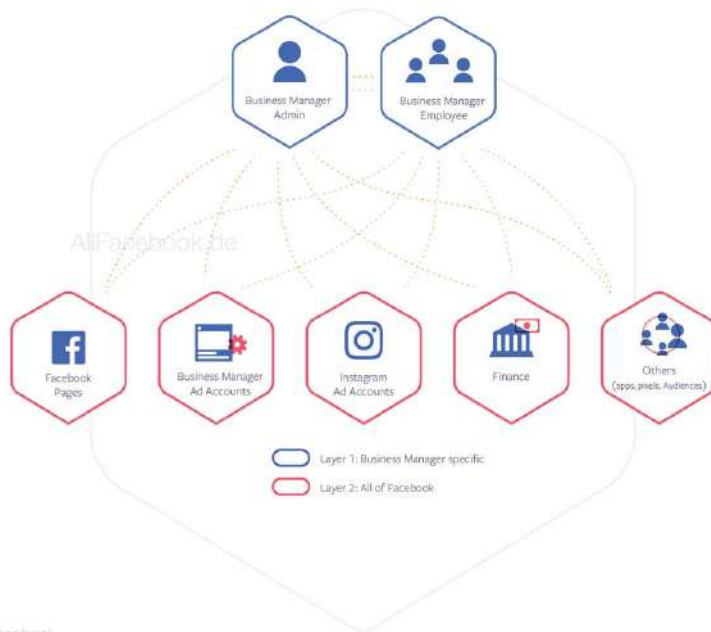 Business Manager
Admin
Business Manager
Employee
AllFacebook.de
Facebook
Pages
Business Manager
Ad Accounts
Instagram
Ad Accounts
Finance
Others
(apps, pixels, Audiences)
Layer 1: Business Manager specific
Layer 2: All of Facebook